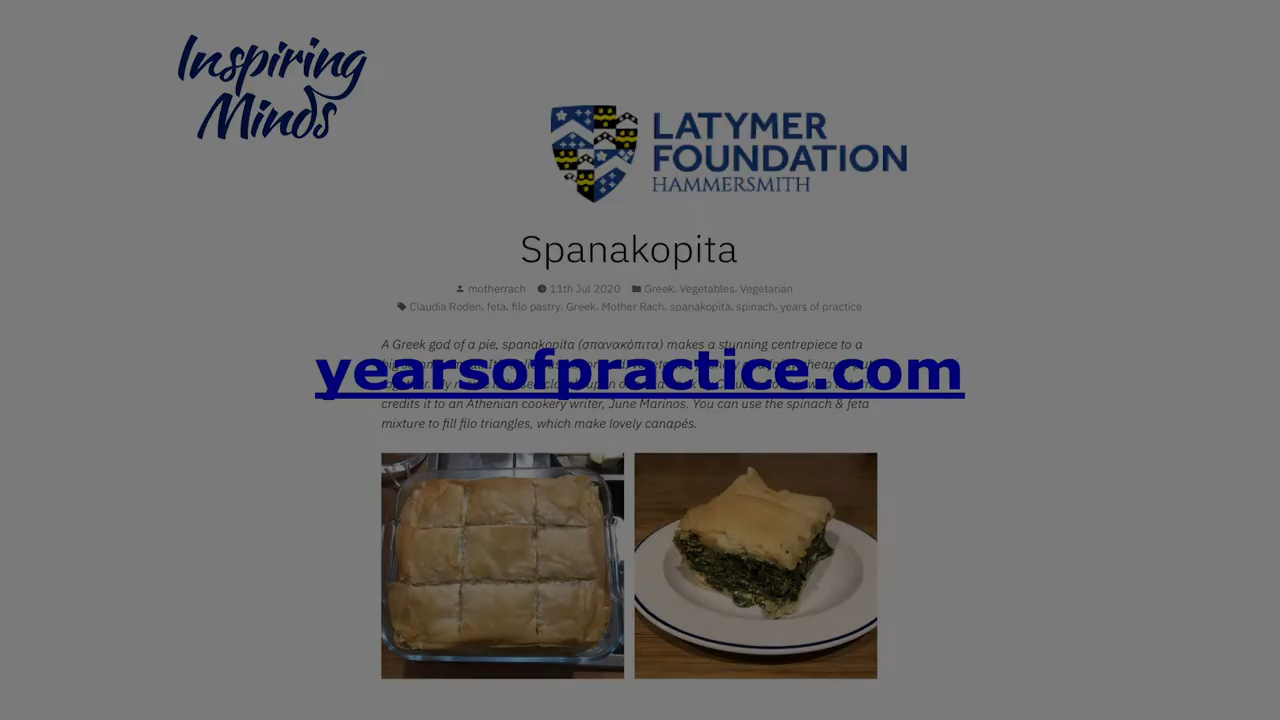 Inspiring
Minds
LATYMER
FOUNDATION
HAMMERSMITH
Spanakopita
motherrach 11th Jul 2020 Greek, Vegetables, Vegetarian
Claudia Roden, feta, filo pastry, Greek, Mother Rach, spanakopita, spinach, years of practice
A Greek god of a pie, spanakopita (σπανακόπιτα) makes a stunning centrepiece to a
yearsofpractice.com
credits it to an Athenian cookery writer, June Marinos. You can use the spinach & feta
mixture to fill filo triangles, which make lovely canapés.